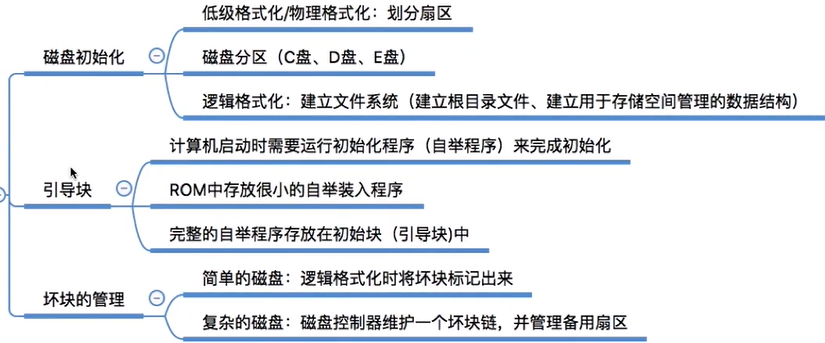 磁盘初始化
低级格式化/物理格式化：划分扇区
磁盘分区（C盘、D盘、E盘）
逻辑格式化：建立文件系统（建立根目录文件、建立用于存储空间管理的数据结构）
引导块
计算机启动时需要运行初始化程序（自举程序）来完成初始化
ROM中存放很小的自举装入程序
完整的自举程序存放在初始块（引导块)中
坏块的管理
简单的磁盘：逻辑格式化时将坏块标记出来
复杂的磁盘：磁盘控制器维护一个坏块链，并管理备用扇区